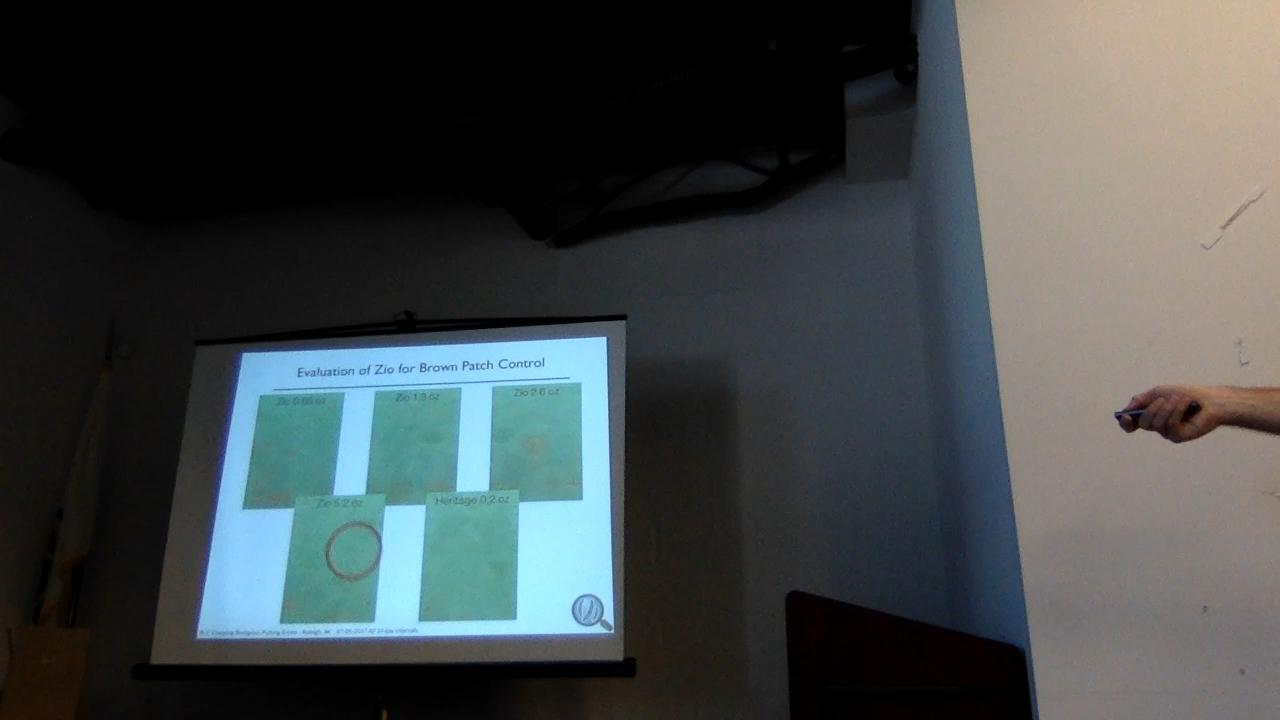 Evaluation of Zio for Brown Patch Control
Zio 0.65 oz
Zio 1.3 oz
Zio 2.6 oz
Zio 5.2 oz
Heritage 0.2 oz